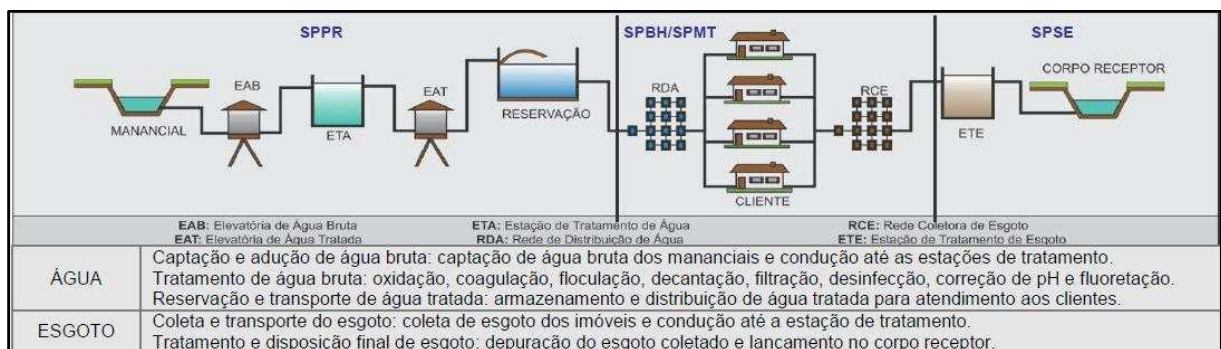 SPPR
SPBH/SPMT
SPSE
MANANCIAL
EAB
ETA
EAT
RESERVAÇÃO
RDA
CLIENTE
RCE
ETE
CORPO RECEPTOR
EAB: Elevatória de Água Bruta
ETA: Estação de Tratamento de Água
RCE: Rede Coletora de Esgoto
EAT: Elevatória de Água Tratada
RDA: Rede de Distribuição de Água
ETE: Estação de Tratamento de Esgoto
ÁGUA
Captação e adução de água bruta: captação de água bruta dos mananciais e condução até as estações de tratamento.
Tratamento de água bruta: oxidação, coagulação, floculação, decantação, filtração, desinfecção, correção de pH e fluoretação.
Reservação e transporte de água tratada: armazenamento e distribuição de água tratada para atendimento aos clientes.
ESGOTO
Coleta e transporte do esgoto: coleta de esgoto dos imóveis e condução até a estação de tratamento.
Tratamento e disposição final de esgoto: depuração do esgoto coletado e lançamento no corpo receptor.